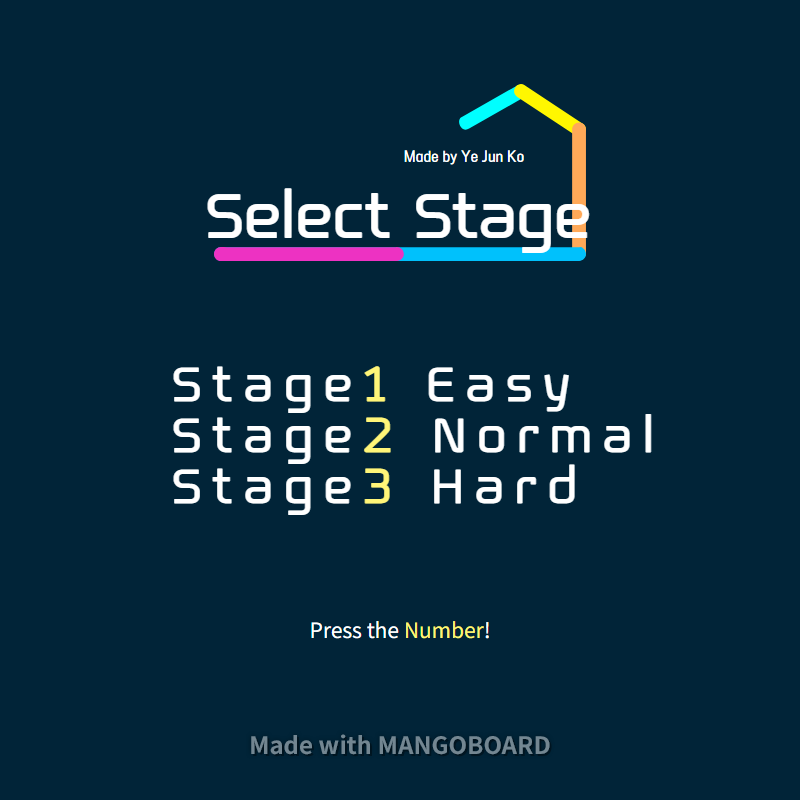 Made by Ye Jun Ko
Select Stage
Stage1 Easy
Stage2 Normal
Stage3 Hard
Press the Number!
Made with MANGOBOARD